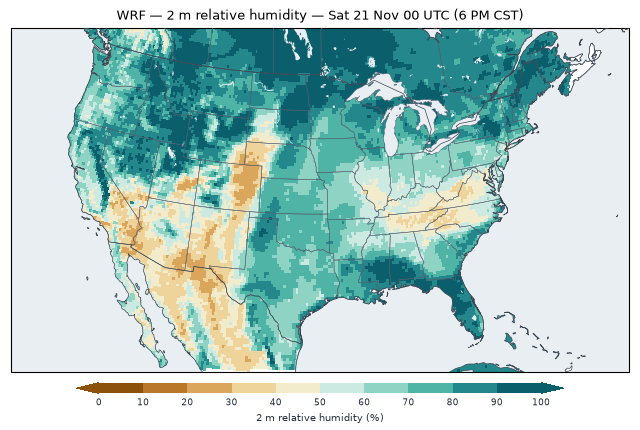 WRF — 2 m relative humidity — Sat 21 Nov 00 UTC (6 PM CST)
0 10 20 30 40 50 60 70 80 90 100
2 m relative humidity (%)